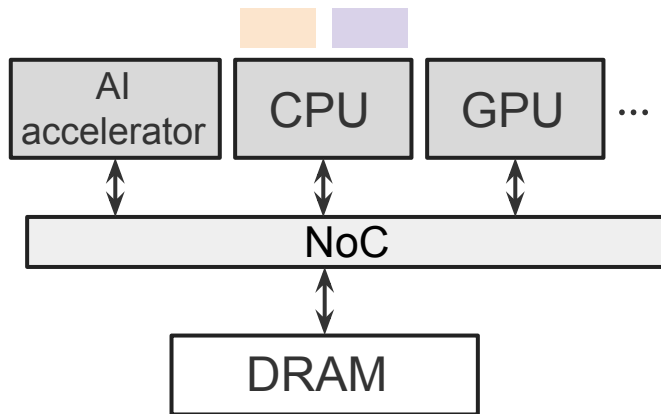 AI
accelerator
CPU
GPU
...
NoC
DRAM